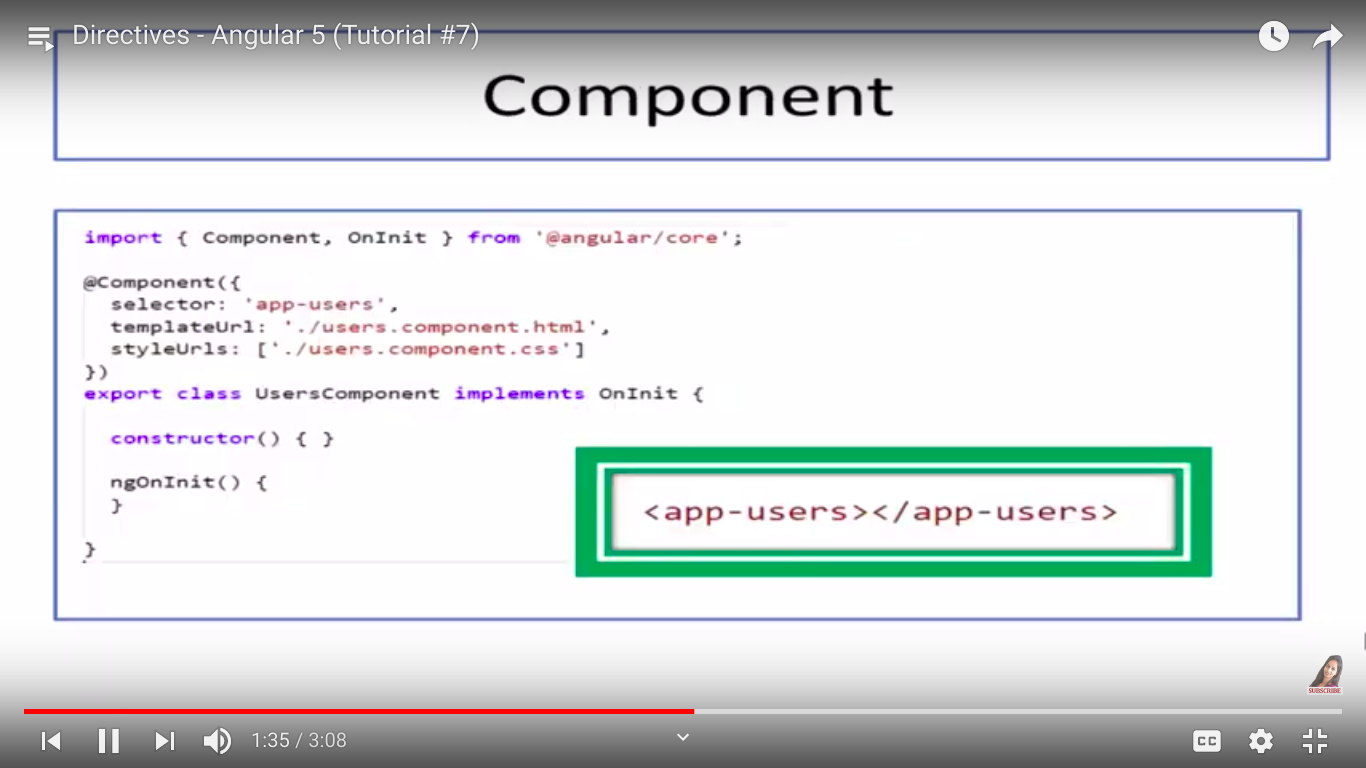 Directives - Angular 5 (Tutorial #7)
Component
import { Component, OnInit } from '@angular/core';
@Component({
selector: 'app-users',
templateUrl: './users.component.html',
styleUrls: ['./users.component.css']
})
export class UsersComponent implements OnInit {
constructor() { }
ngOnInit() {
}
}
<app-users></app-users>
SUBSCRIBE
1:35 / 3:08
CC